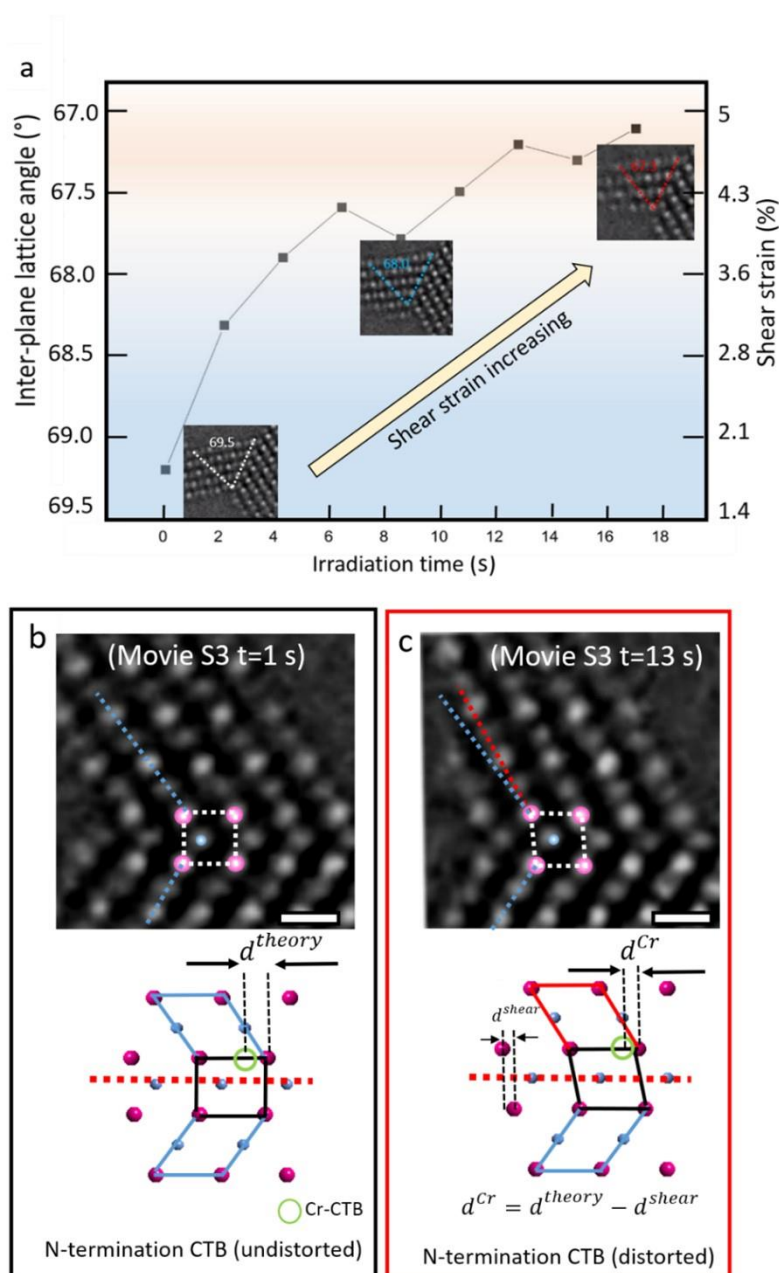 a
Inter-plane lattice angle (°)
67.0
67.5
68.0
68.5
69.0
69.5
5
4.3
3.6
2.8
2.1
1.4
Shear strain (%)
69.5
68.0
67.1
Shear strain increasing
0 2 4 6 8 10 12 14 16 18
Irradiation time (s)
b
(Movie S3 t=1 s)
d^theory
Cr-CTB
N-termination CTB (undistorted)
c
(Movie S3 t=13 s)
d^Cr
d^shear
d^Cr = d^theory − d^shear
N-termination CTB (distorted)